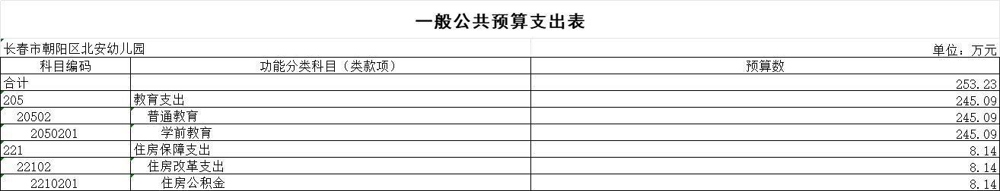 一般公共预算支出表
长春市朝阳区北安幼儿园 单位：万元
科目编码 功能分类科目（类款项） 预算数
合计 253.23
205 教育支出 245.09
20502 普通教育 245.09
2050201 学前教育 245.09
221 住房保障支出 8.14
22102 住房改革支出 8.14
2210201 住房公积金 8.14